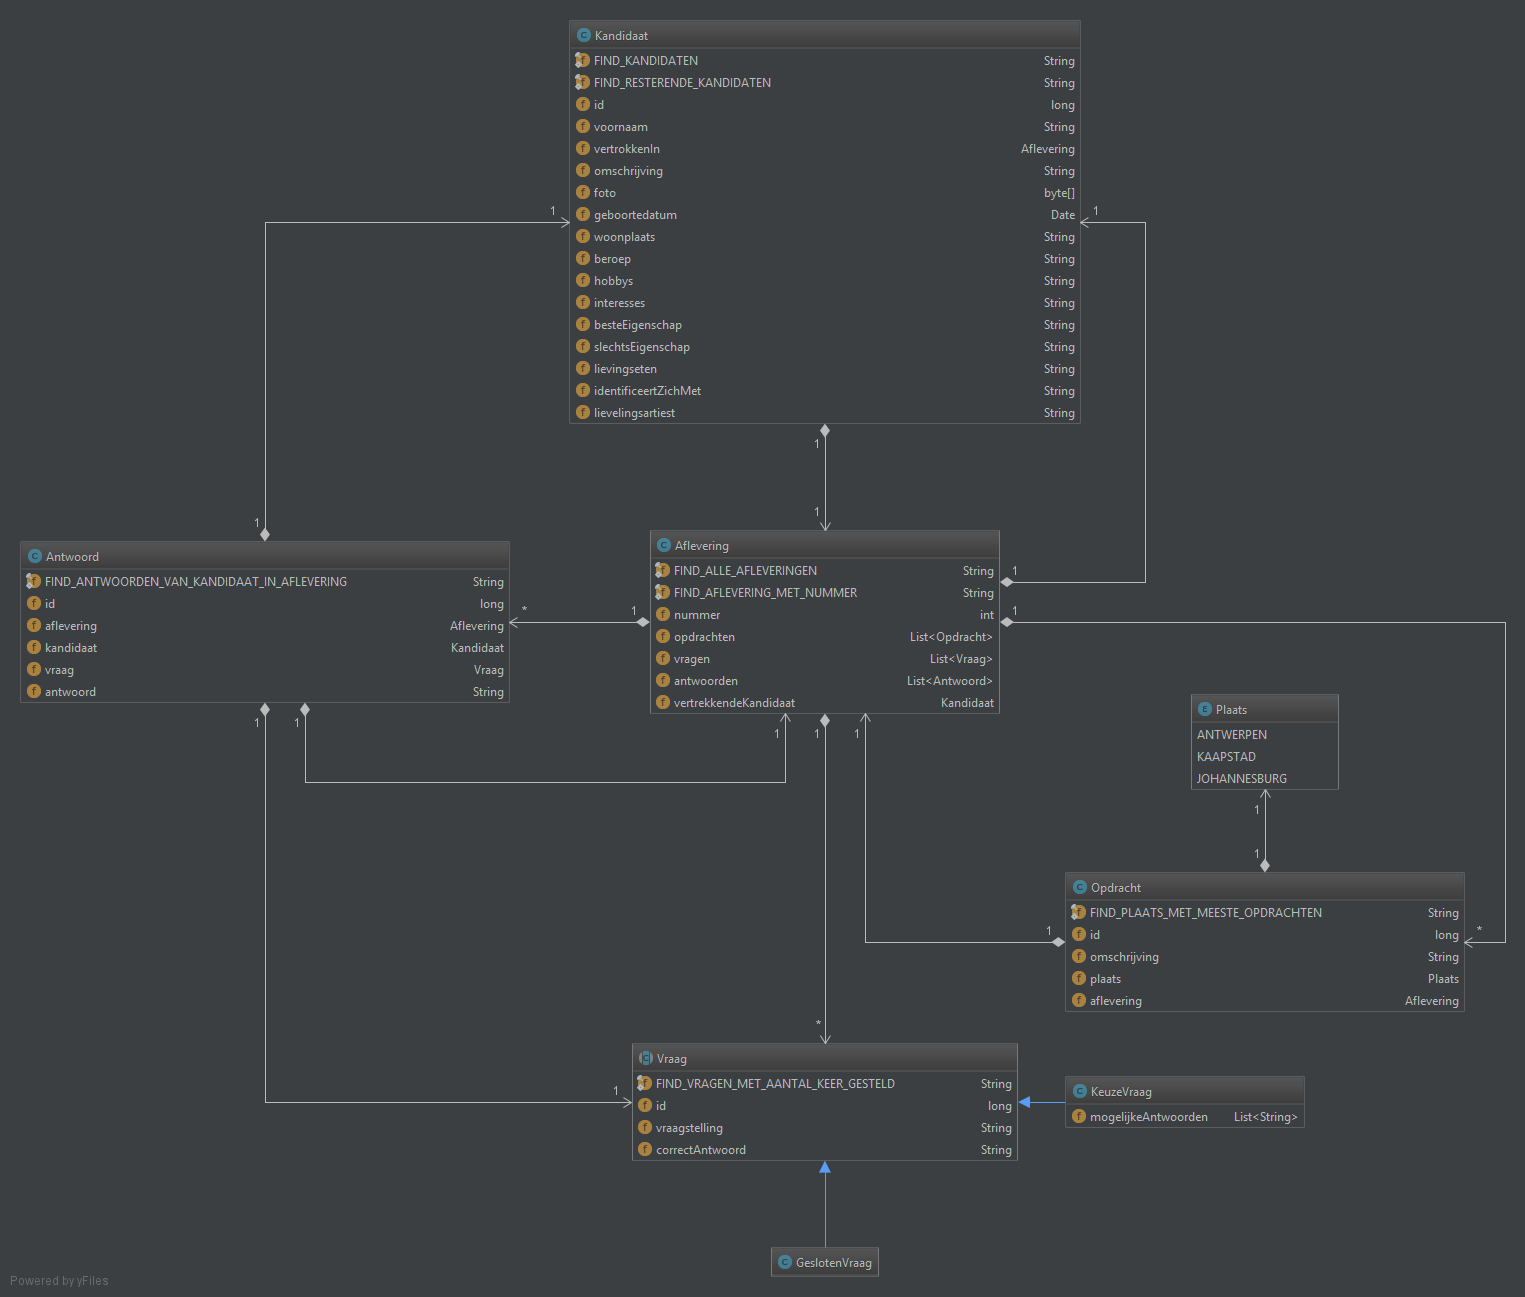 Kandidaat
FIND_KANDIDATEN String
FIND_RESTERENDE_KANDIDATEN String
id long
voornaam String
vertrokkenIn Aflevering
omschrijving String
foto byte[]
geboortedatum Date
woonplaats String
beroep String
hobbys String
interesses String
besteEigenschap String
slechtsEigenschap String
lievingseten String
identificeertZichMet String
lievelingsartiest String
1
1
1
1
1
Antwoord
FIND_ANTWOORDEN_VAN_KANDIDAAT_IN_AFLEVERING String
id long
aflevering Aflevering
kandidaat Kandidaat
vraag Vraag
antwoord String
* 1
Aflevering
FIND_ALLE_AFLEVERINGEN String
FIND_AFLEVERING_MET_NUMMER String
nummer int
opdrachten List<Opdracht>
vragen List<Vraag>
antwoorden List<Antwoord>
vertrekkendeKandidaat Kandidaat
1
1
1 1 1 1 1
Plaats
ANTWERPEN
KAAPSTAD
JOHANNESBURG
1
1
Opdracht
FIND_PLAATS_MET_MEESTE_OPDRACHTEN String
id long
omschrijving String
plaats Plaats
aflevering Aflevering
1 *
*
1
Vraag
FIND_VRAGEN_MET_AANTAL_KEER_GESTELD String
id long
vraagstelling String
correctAntwoord String
KeuzeVraag
mogelijkeAntwoorden List<String>
GeslotenVraag
Powered by yFiles